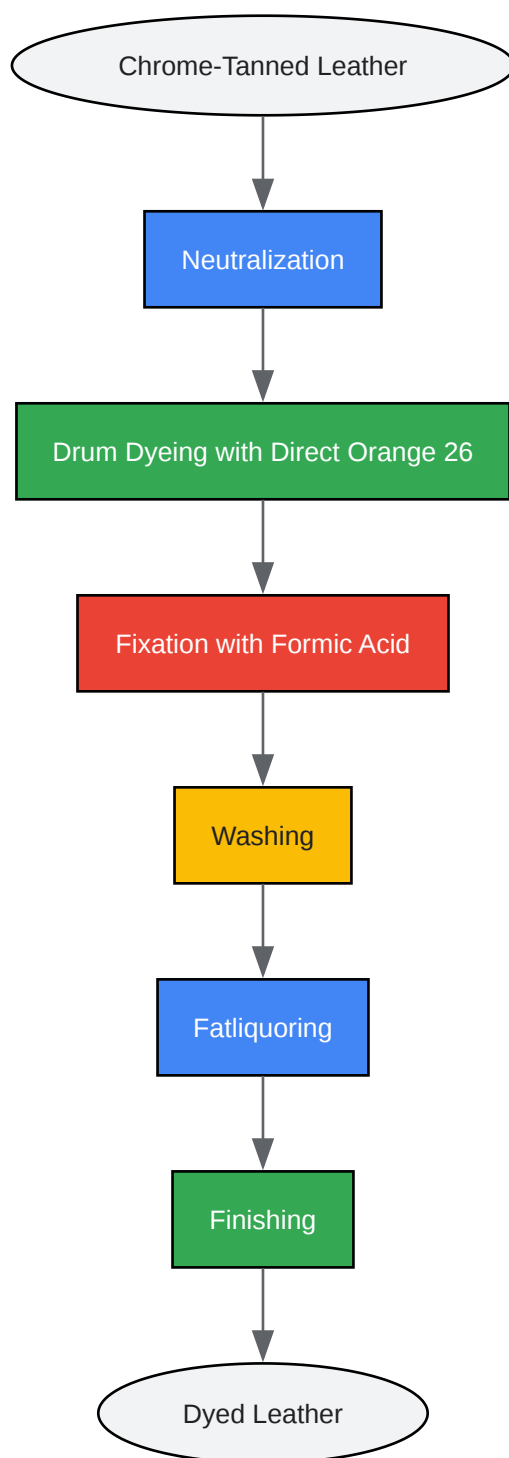 Chrome-Tanned Leather
Neutralization
Drum Dyeing with Direct Orange 26
Fixation with Formic Acid
Washing
Fatliquoring
Finishing
Dyed Leather